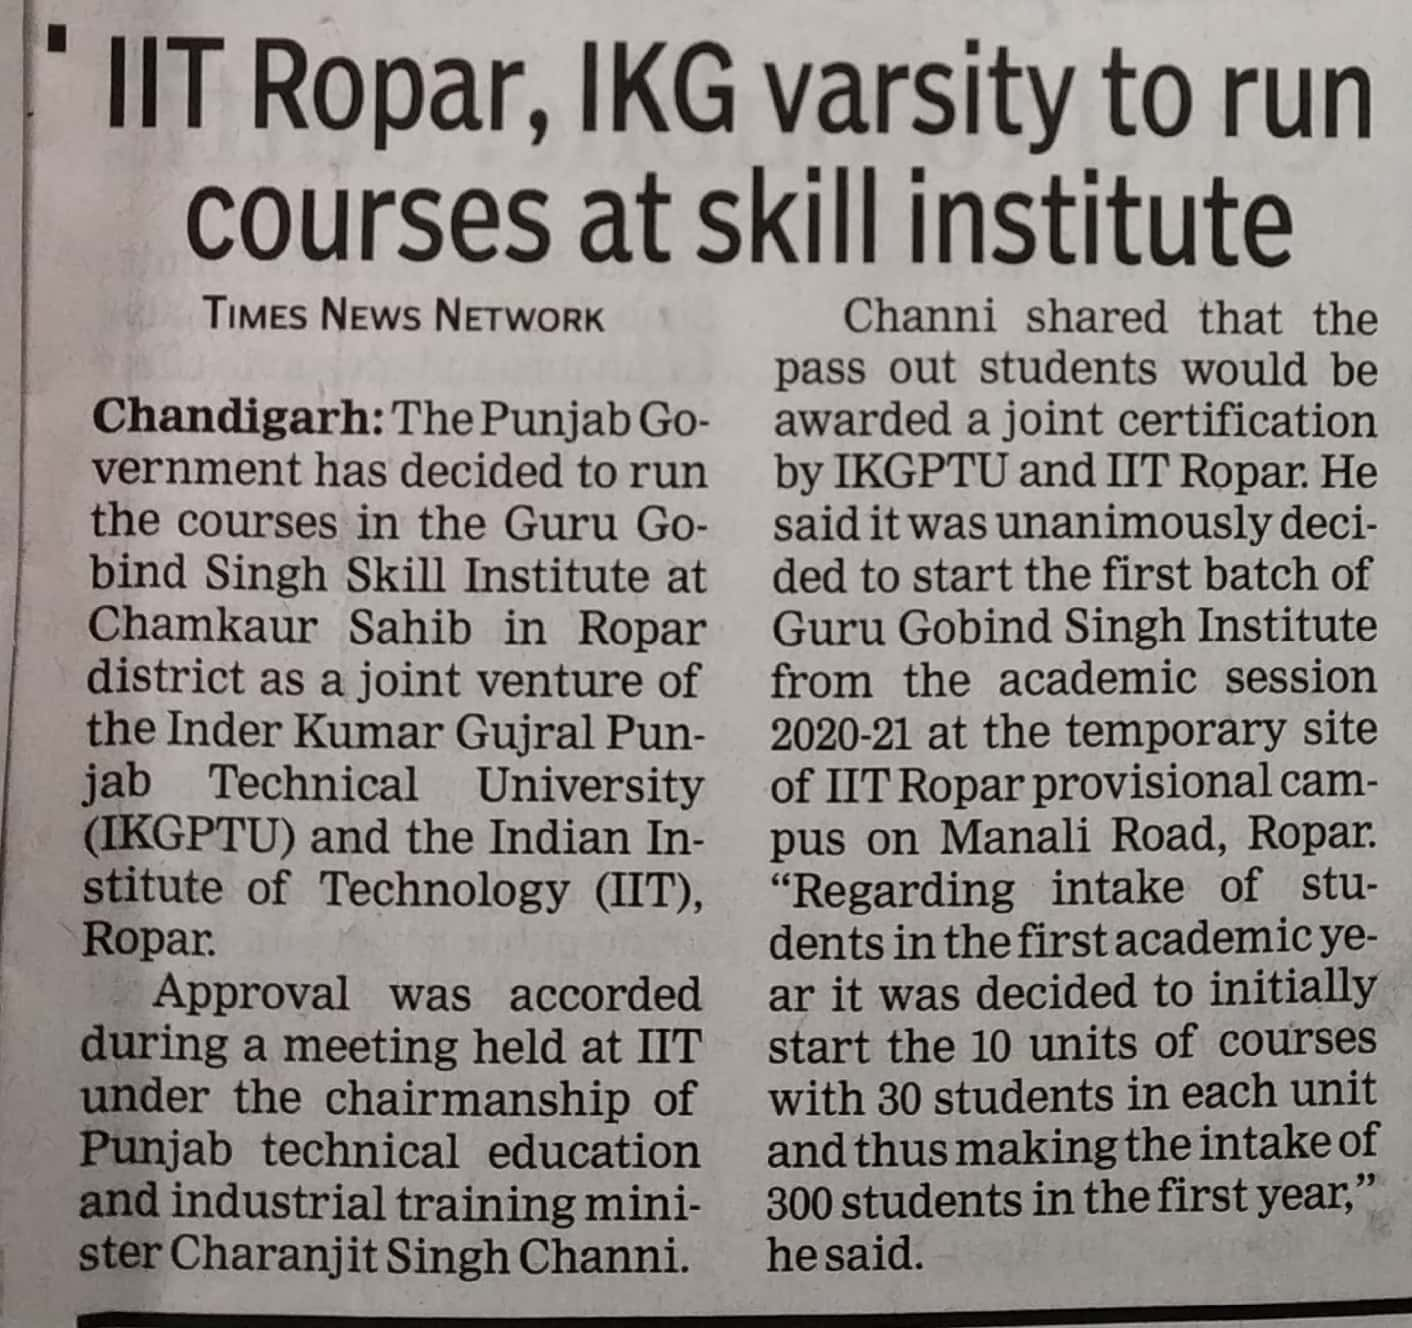 IIT Ropar, IKG varsity to run
courses at skill institute
TIMES NEWS NETWORK
Chandigarh: The Punjab Go-
vernment has decided to run
the courses in the Guru Go-
bind Singh Skill Institute at
Chamkaur Sahib in Ropar
district as a joint venture of
the Inder Kumar Gujral Pun-
jab Technical University
(IKGPTU) and the Indian In-
stitute of Technology (IIT),
Ropar.
Approval was accorded
during a meeting held at IIT
under the chairmanship of
Punjab technical education
and industrial training mini-
ster Charanjit Singh Channi.
Channi shared that the
pass out students would be
awarded a joint certification
by IKGPTU and IIT Ropar. He
said it was unanimously deci-
ded to start the first batch of
Guru Gobind Singh Institute
from the academic session
2020-21 at the temporary site
of IIT Ropar provisional cam-
pus on Manali Road, Ropar.
“Regarding intake of stu-
dents in the first academic ye-
ar it was decided to initially
start the 10 units of courses
with 30 students in each unit
and thus making the intake of
300 students in the first year,”
he said.